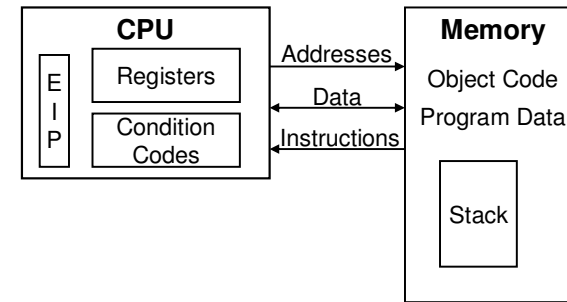 CPU
E
I
P
Registers
Condition
Codes
Addresses
Data
Instructions
Memory
Object Code
Program Data
Stack